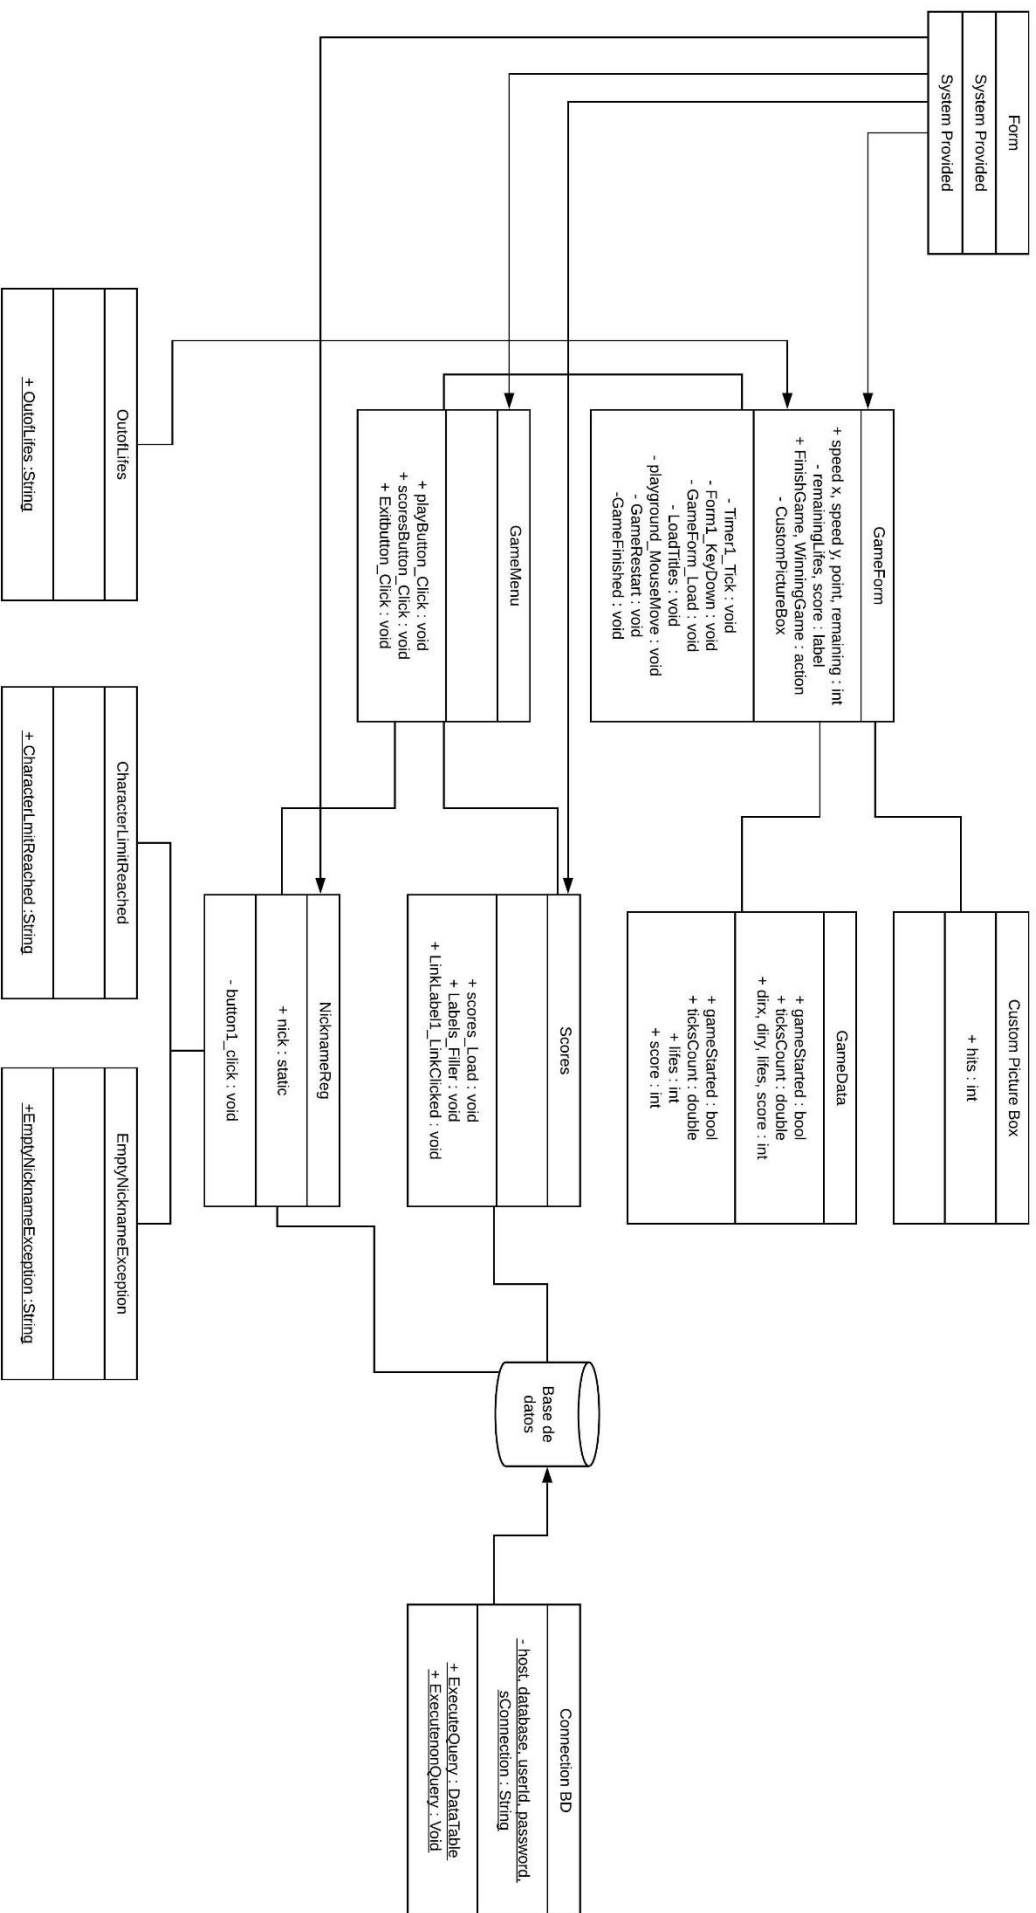 Form
System Provided
System Provided
GameForm
+ speed x, speed y, point, remaining : int
- remainingLifes, score : label
+ FinishGame, WinningGame : action
- CustomPictureBox
- Timer1_Tick : void
- Form1_KeyDown : void
- GameForm_Load : void
- LoadTitles : void
- playground_MouseMove : void
- GameRestart : void
-GameFinished : void
Custom Picture Box
+ hits : int
GameData
+ gameStarted : bool
+ ticksCount : double
+ dirx, diry, lifes, score : int
+ gameStarted : bool
+ ticksCount : double
+ lifes : int
+ score : int
GameMenu
+ playButton_Click : void
+ scoresButton_Click : void
+ Exitbutton_Click : void
Scores
+ scores_Load : void
+ Labels_Filler : void
+ LinkLabel1_LinkClicked : void
NicknameReg
+ nick : static
- button1_click : void
Base de
datos
Connection BD
- host, database, userId, password,
sConnection : String
+ ExecuteQuery : DataTable
+ ExecutenonQuery : Void
OutofLifes
+ OutofLifes :String
CharacterLimitReached
+ CharacterLmitReached :String
EmptyNicknameException
+EmptyNicknameException :String